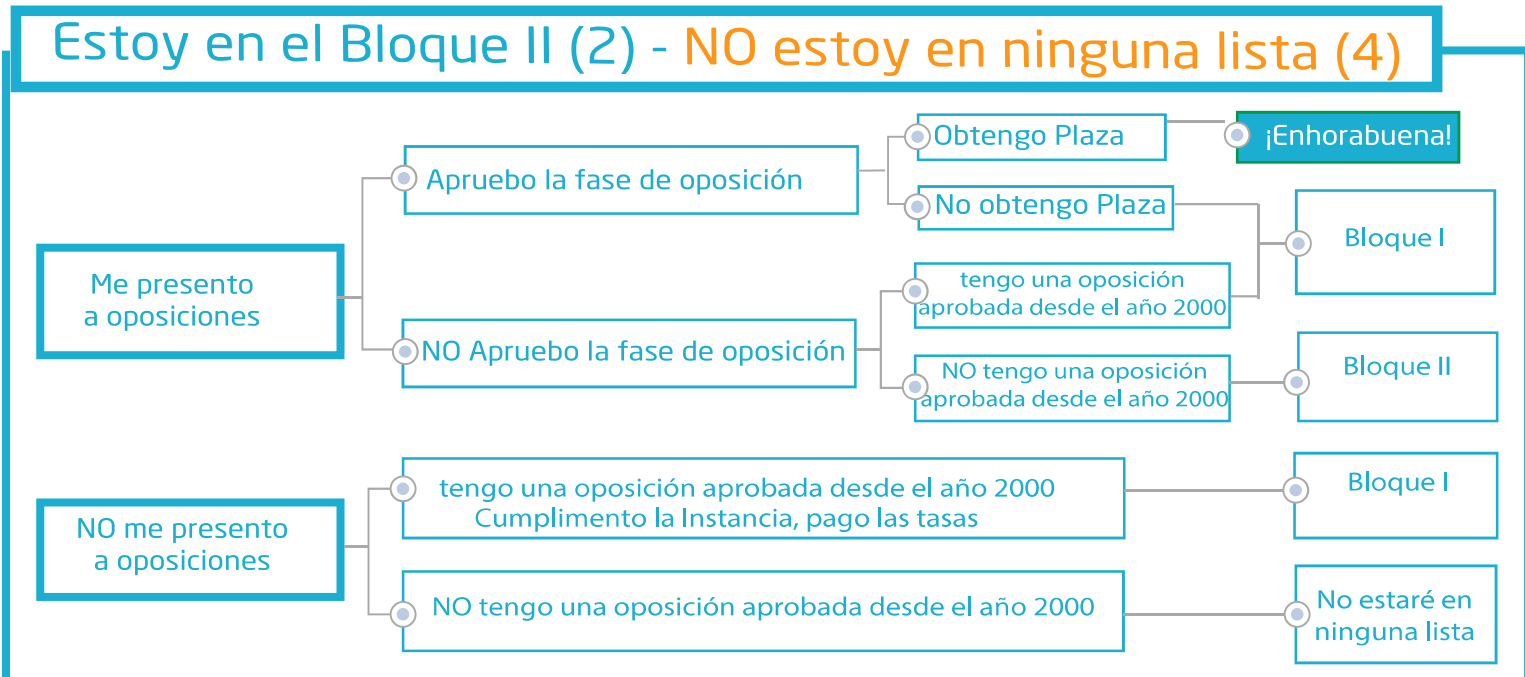 Estoy en el Bloque II (2) - NO estoy en ninguna lista (4)
Me presento
a oposiciones
Apruebo la fase de oposición
Obtengo Plaza
¡Enhorabuena!
No obtengo Plaza
Bloque I
NO Apruebo la fase de oposición
tengo una oposición
aprobada desde el año 2000
NO tengo una oposición
aprobada desde el año 2000
Bloque II
NO me presento
a oposiciones
tengo una oposición aprobada desde el año 2000
Cumplimento la Instancia, pago las tasas
Bloque I
NO tengo una oposición aprobada desde el año 2000
No estaré en
ninguna lista